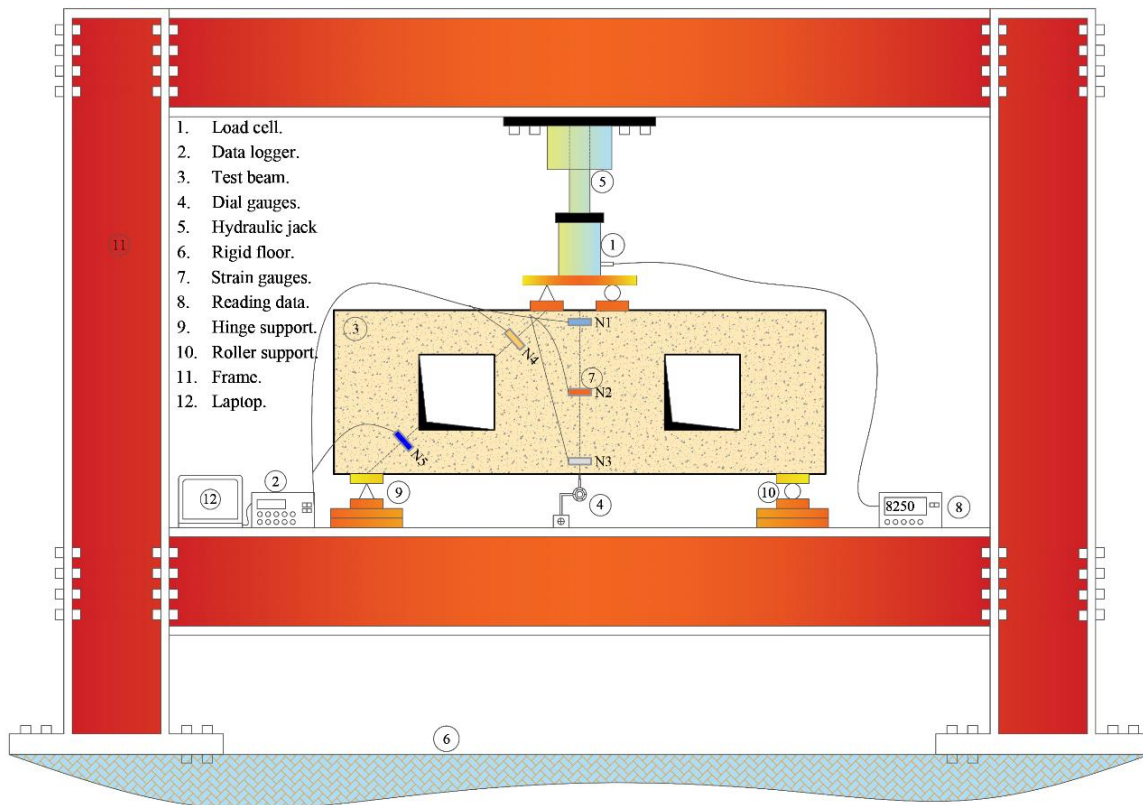 1. Load cell.
2. Data logger.
3. Test beam.
4. Dial gauges.
5. Hydraulic jack
6. Rigid floor.
7. Strain gauges.
8. Reading data.
9. Hinge support.
10. Roller support.
11. Frame.
12. Laptop.
5
11
1
3
N1
N4
7
N2
N5
N3
2
12
9
4
10
8250
8
6